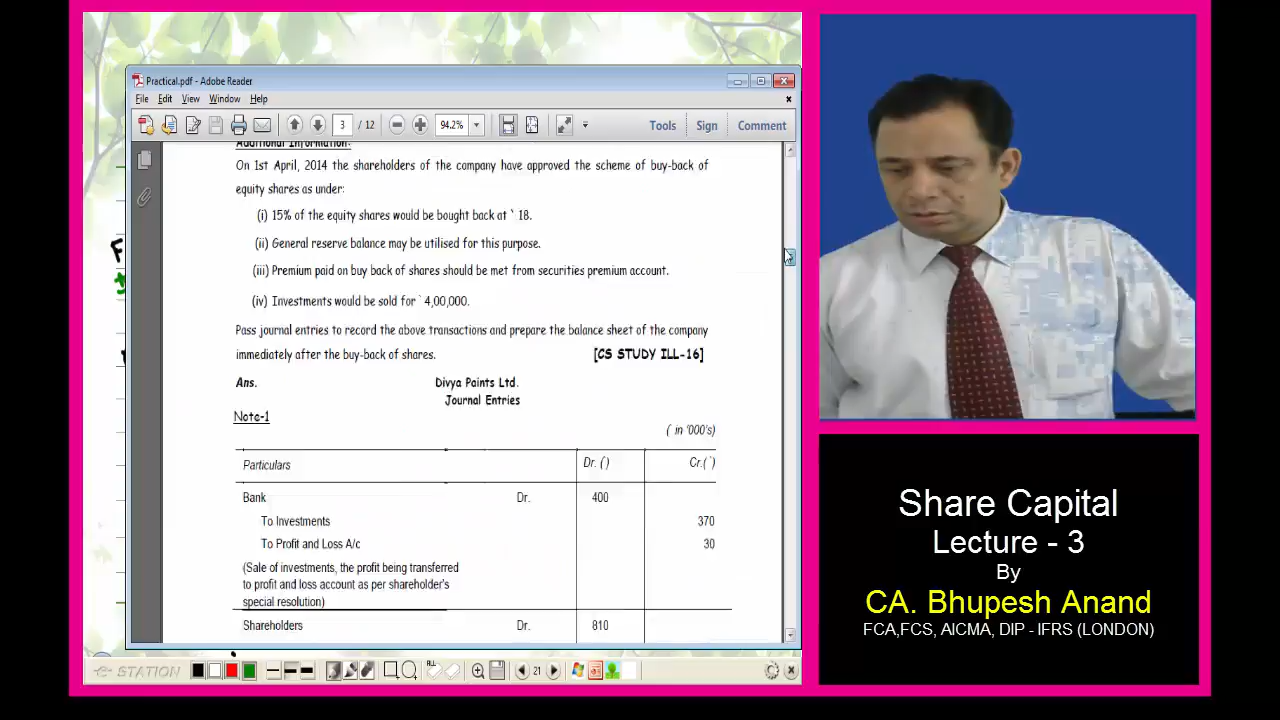 Practical.pdf - Adobe Reader
File Edit View Window Help
3 / 12 94.2% Tools Sign Comment
Additional Information:
On 1st April, 2014 the shareholders of the company have approved the scheme of buy-back of
equity shares as under:
(i) 15% of the equity shares would be bought back at ` 18.
(ii) General reserve balance may be utilised for this purpose.
(iii) Premium paid on buy back of shares should be met from securities premium account.
(iv) Investments would be sold for ` 4,00,000.
Pass journal entries to record the above transactions and prepare the balance sheet of the company
immediately after the buy-back of shares. [CS STUDY ILL-16]
Ans. Divya Paints Ltd.
Journal Entries
Note-1
( in '000's)
Particulars Dr. (`) Cr.(`)
Bank Dr. 400
To Investments 370
To Profit and Loss A/c 30
(Sale of investments, the profit being transferred
to profit and loss account as per shareholder's
special resolution)
Shareholders Dr. 810
e-STATION ALL 21
Share Capital
Lecture - 3
By
CA. Bhupesh Anand
FCA,FCS, AICMA, DIP - IFRS (LONDON)